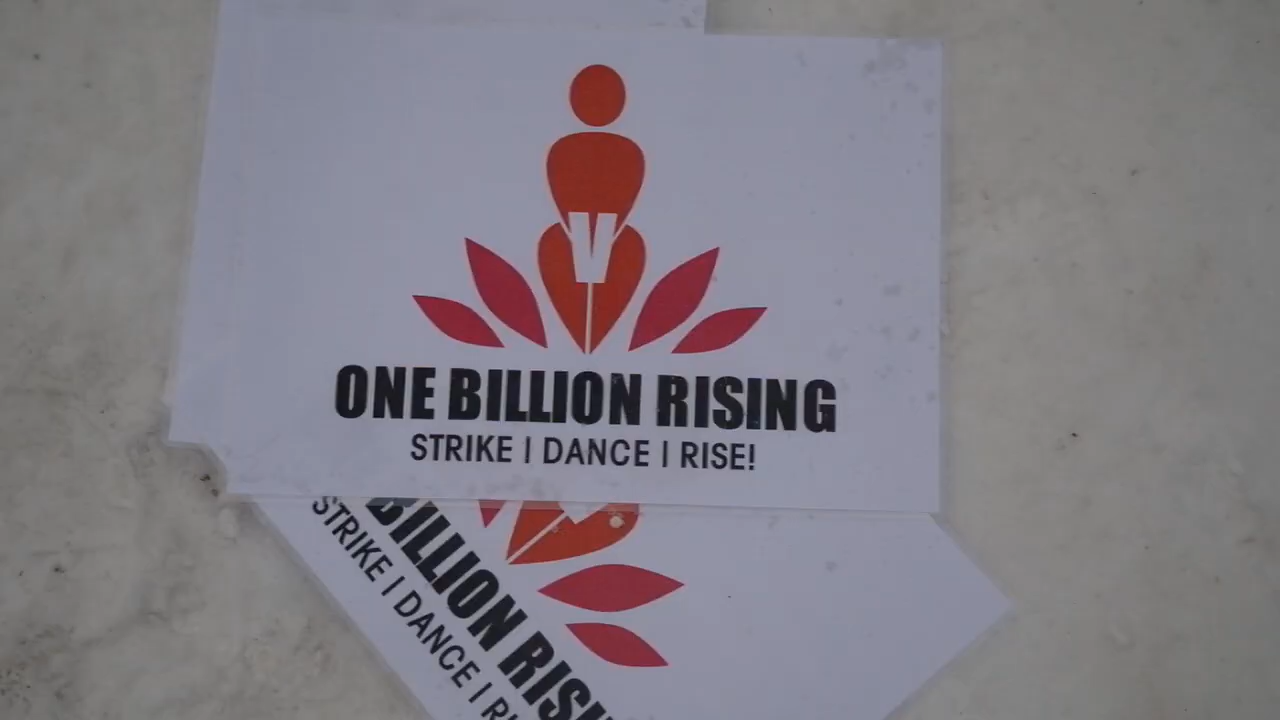 V
ONE BILLION RISING
STRIKE | DANCE | RISE!
BILLION RISI
STRIKE | DANCE | RI